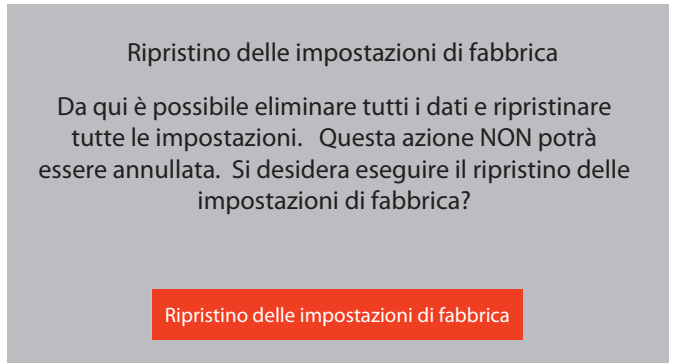 Ripristino delle impostazioni di fabbrica
Da qui è possibile eliminare tutti i dati e ripristinare
tutte le impostazioni.   Questa azione NON potrà
essere annullata.  Si desidera eseguire il ripristino delle
impostazioni di fabbrica?
Ripristino delle impostazioni di fabbrica